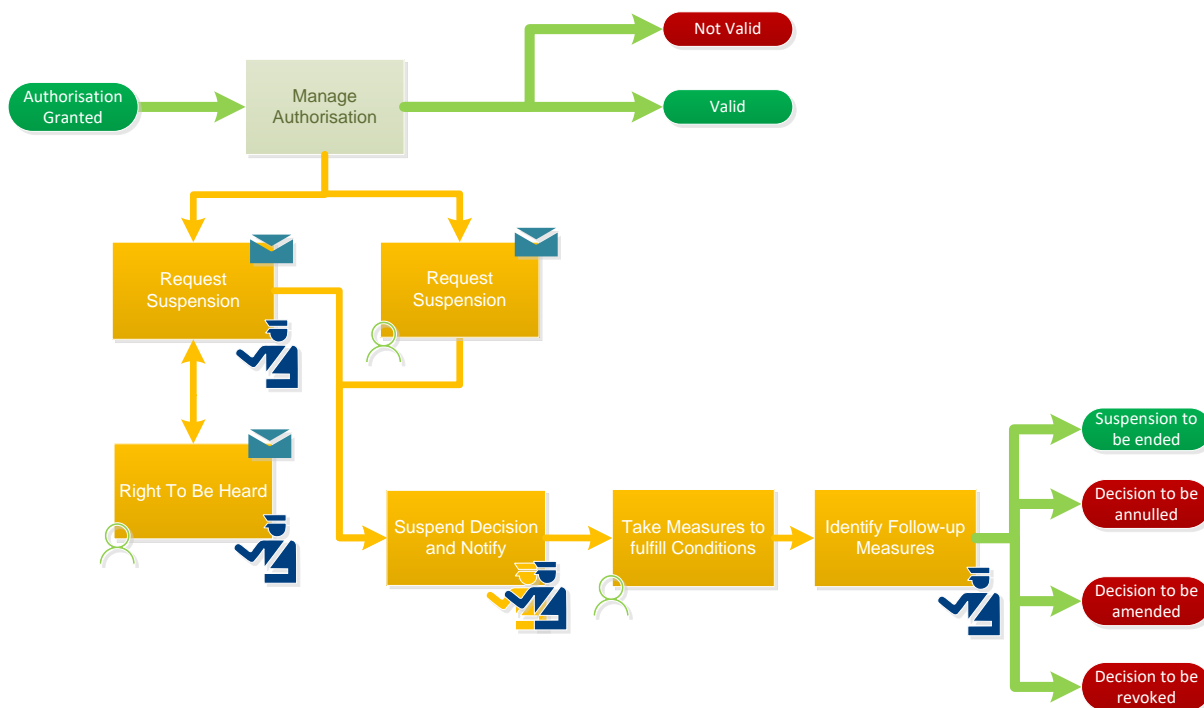 Not Valid
Authorisation
Granted
Manage
Authorisation
Valid
Request
Suspension
Request
Suspension
Suspension to
be ended
Right To Be Heard
Decision to be
annulled
Suspend Decision
and Notify
Take Measures to
fulfill Conditions
Identify Follow-up
Measures
Decision to be
amended
Decision to be
revoked